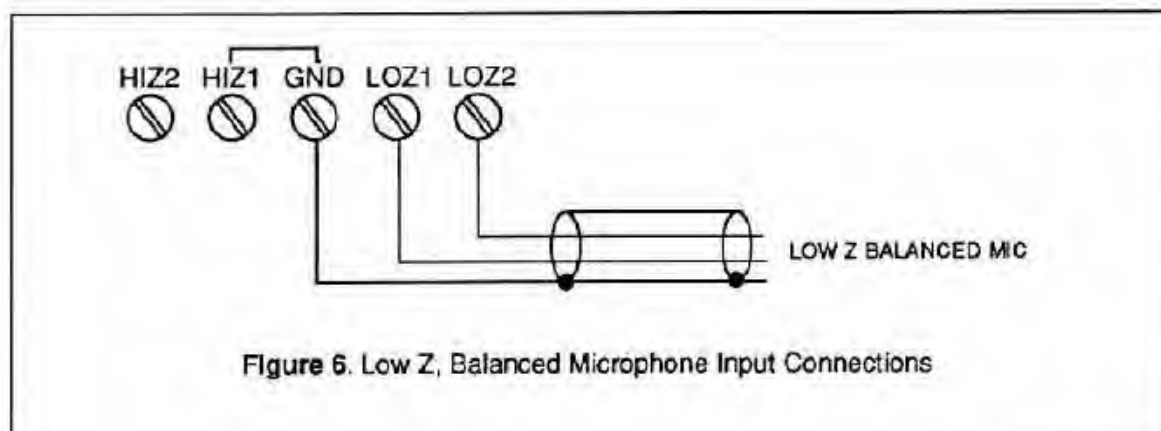 HIZ2 HIZ1 GND LOZ1 LOZ2
LOW Z BALANCED MIC
Figure 6. Low Z, Balanced Microphone Input Connections